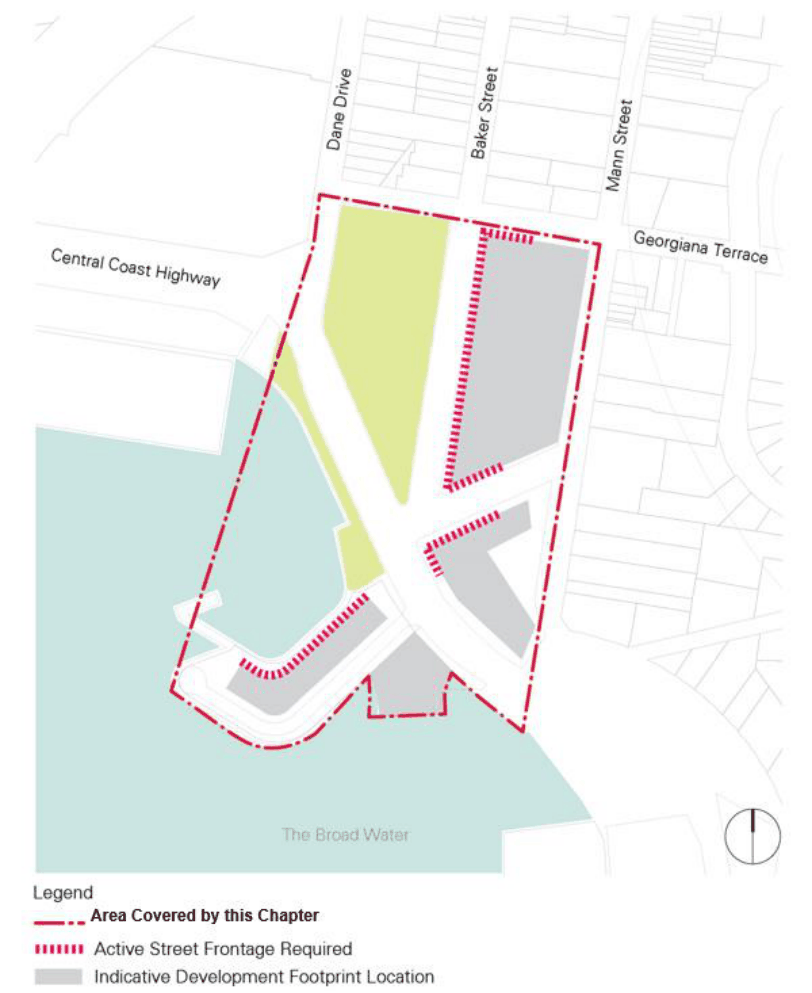 Dane Drive
Baker Street
Mann Street
Georgiana Terrace
Central Coast Highway
The Broad Water
Legend
Area Covered by this Chapter
Active Street Frontage Required
Indicative Development Footprint Location